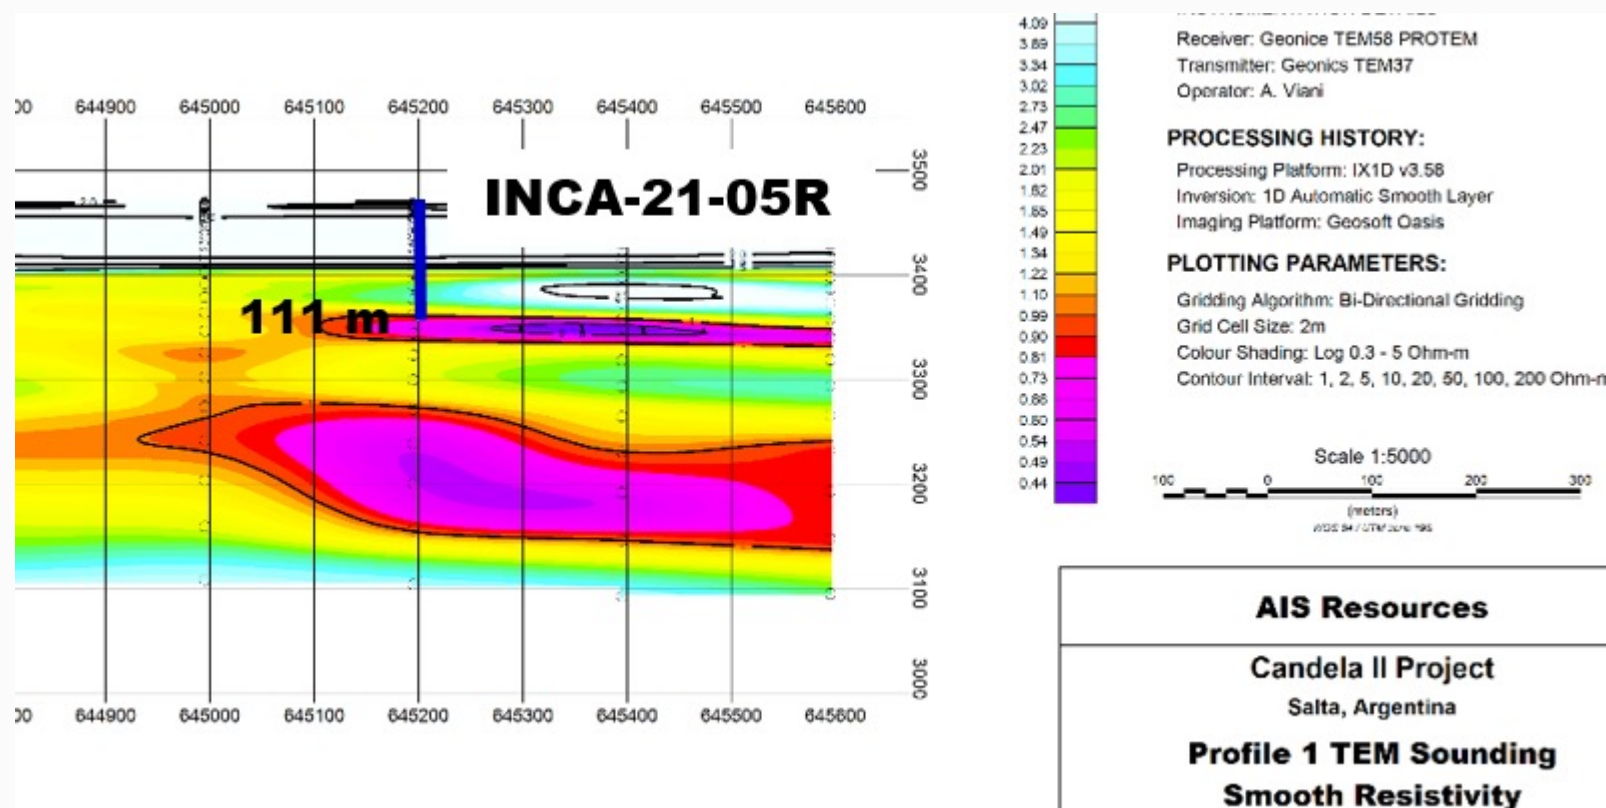 644900 645000 645100 645200 645300 645400 645500 645600
INCA-21-05R
111 m
3500
3400
3300
3200
3100
3000
644900 645000 645100 645200 645300 645400 645500 645600
4.09
3.69
3.34
3.02
2.73
2.47
2.23
2.01
1.82
1.65
1.49
1.34
1.22
1.10
0.99
0.90
0.81
0.73
0.66
0.60
0.54
0.49
0.44
Receiver: Geonice TEM58 PROTEM
Transmitter: Geonics TEM37
Operator: A. Viani
PROCESSING HISTORY:
Processing Platform: IX1D v3.58
Inversion: 1D Automatic Smooth Layer
Imaging Platform: Geosoft Oasis
PLOTTING PARAMETERS:
Gridding Algorithm: Bi-Directional Gridding
Grid Cell Size: 2m
Colour Shading: Log 0.3 - 5 Ohm-m
Contour Interval: 1, 2, 5, 10, 20, 50, 100, 200 Ohm-m
Scale 1:5000
100 0 100 200 300
(meters)
WGS 84 / UTM zone 19S
AIS Resources
Candela II Project
Salta, Argentina
Profile 1 TEM Sounding
Smooth Resistivity